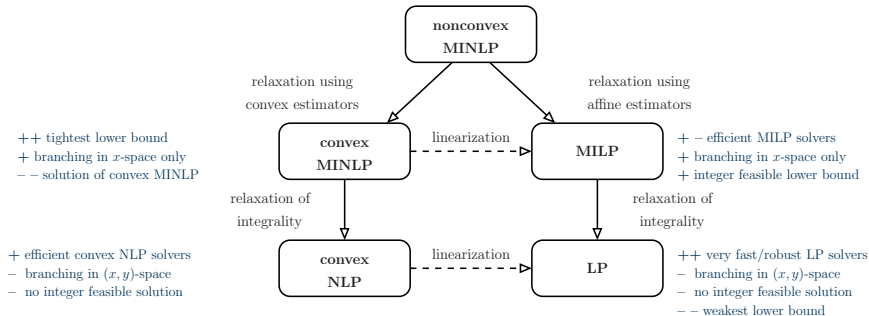 nonconvex
MINLP
relaxation using
convex estimators
relaxation using
affine estimators
++ tightest lower bound
+ branching in x-space only
– – solution of convex MINLP
convex
MINLP
linearization
MILP
+ – efficient MILP solvers
+ branching in x-space only
+ integer feasible lower bound
relaxation of
integrality
relaxation of
integrality
+ efficient convex NLP solvers
– branching in (x, y)-space
– no integer feasible solution
convex
NLP
linearization
LP
++ very fast/robust LP solvers
– branching in (x, y)-space
– no integer feasible solution
– – weakest lower bound